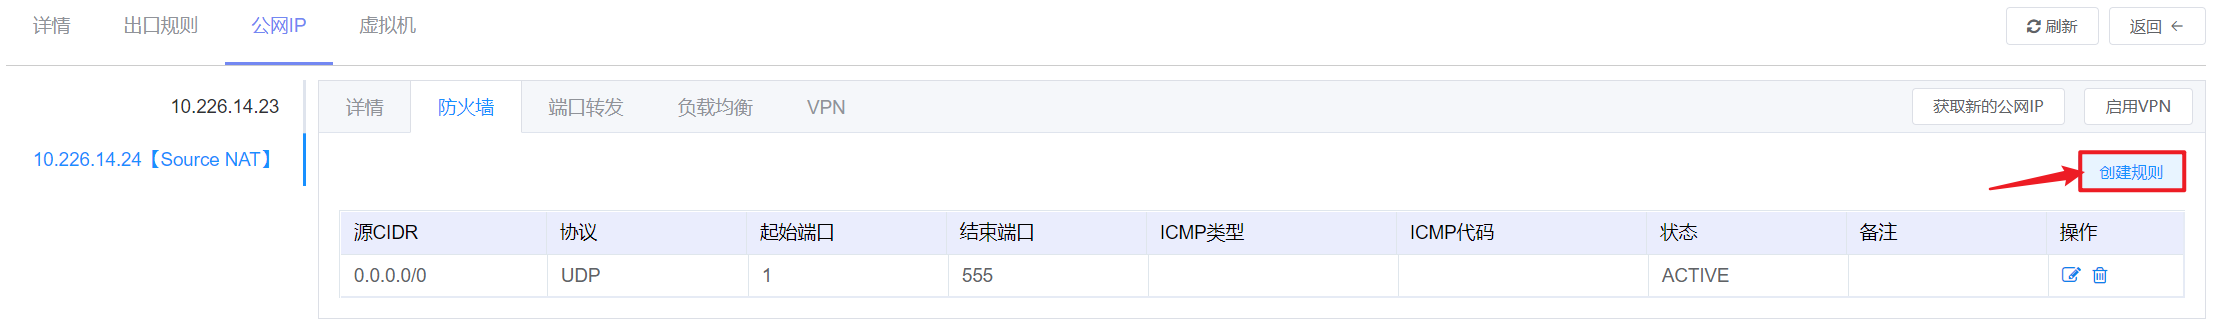 详情 出口规则 公网IP 虚拟机 刷新 返回
10.226.14.23
10.226.14.24【Source NAT】
详情 防火墙 端口转发 负载均衡 VPN 获取新的公网IP 启用VPN
创建规则
源CIDR 协议 起始端口 结束端口 ICMP类型 ICMP代码 状态 备注 操作
0.0.0.0/0 UDP 1 555 ACTIVE